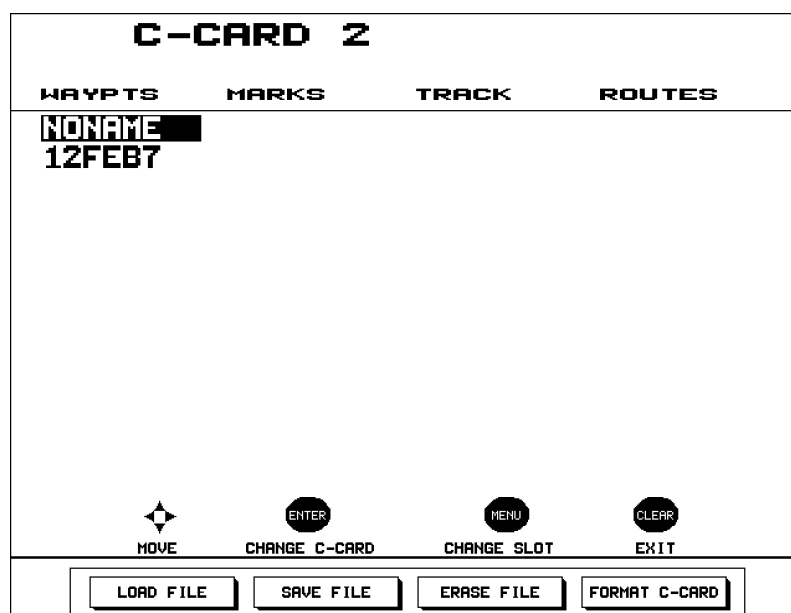 C-CARD 2
WAYPTS MARKS TRACK ROUTES
NONAME
12FEB7
ENTER MENU CLEAR
MOVE CHANGE C-CARD CHANGE SLOT EXIT
LOAD FILE SAVE FILE ERASE FILE FORMAT C-CARD